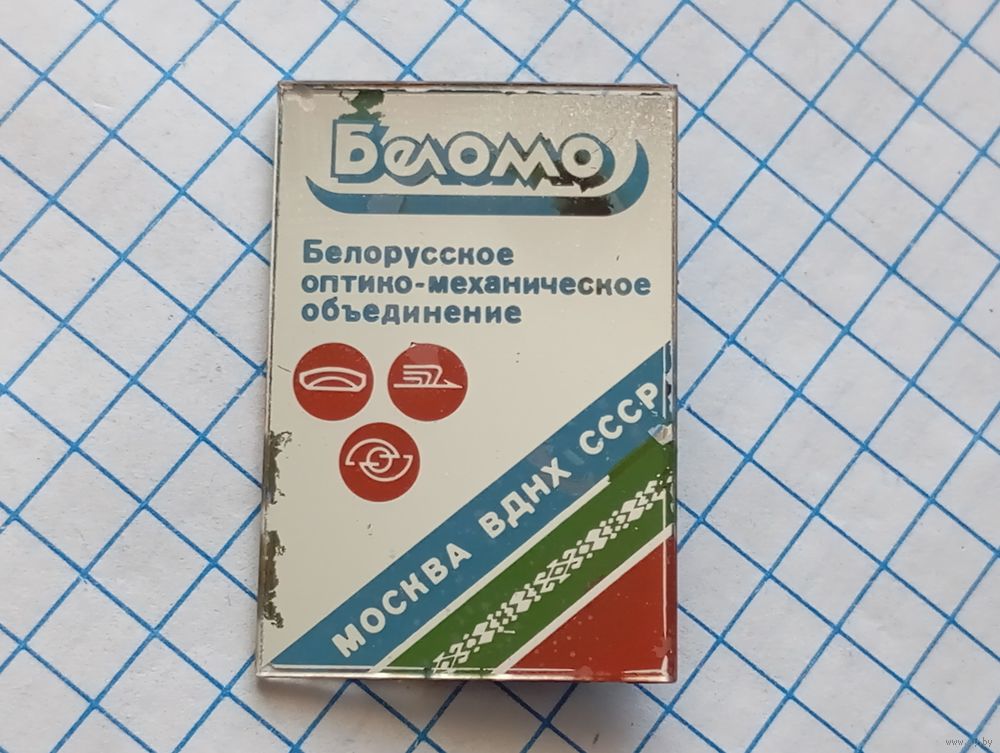 Беломо
Белорусское
оптико-механическое
объединение
МОСКВА ВДНХ СССР